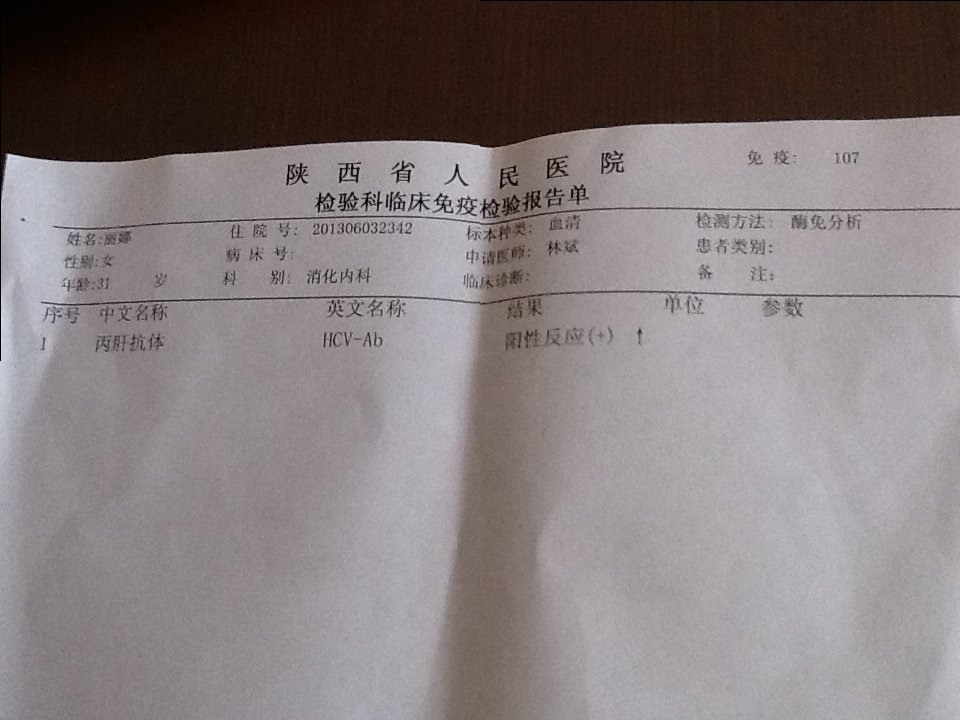 陕西省人民医院 免疫: 107
检验科临床免疫检验报告单
姓名:丽娜 住院号: 201306032342 标本种类: 血清 检测方法: 酶免分析
性别:女 病床号: 申请医师: 林斌 患者类别:
年龄:31 岁 科 别: 消化内科 临床诊断: 备 注:
序号 中文名称 英文名称 结果 单位 参数
1 丙肝抗体 HCV-Ab 阳性反应(+) ↑